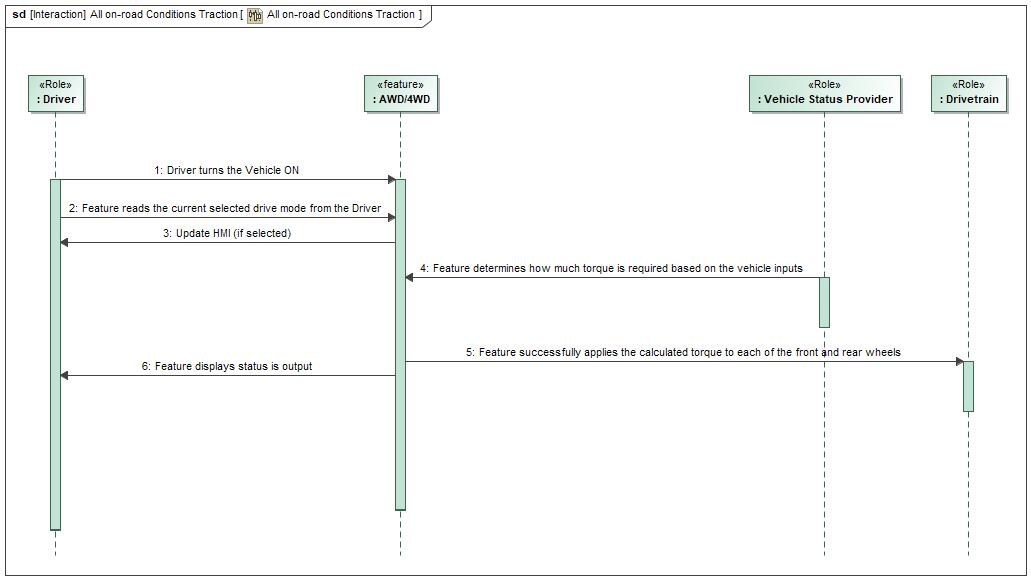 sd [Interaction] All on-road Conditions Traction [ All on-road Conditions Traction ]
«Role»
: Driver
«feature»
: AWD/4WD
«Role»
: Vehicle Status Provider
«Role»
: Drivetrain
1: Driver turns the Vehicle ON
2: Feature reads the current selected drive mode from the Driver
3: Update HMI (if selected)
4: Feature determines how much torque is required based on the vehicle inputs
5: Feature successfully applies the calculated torque to each of the front and rear wheels
6: Feature displays status is output